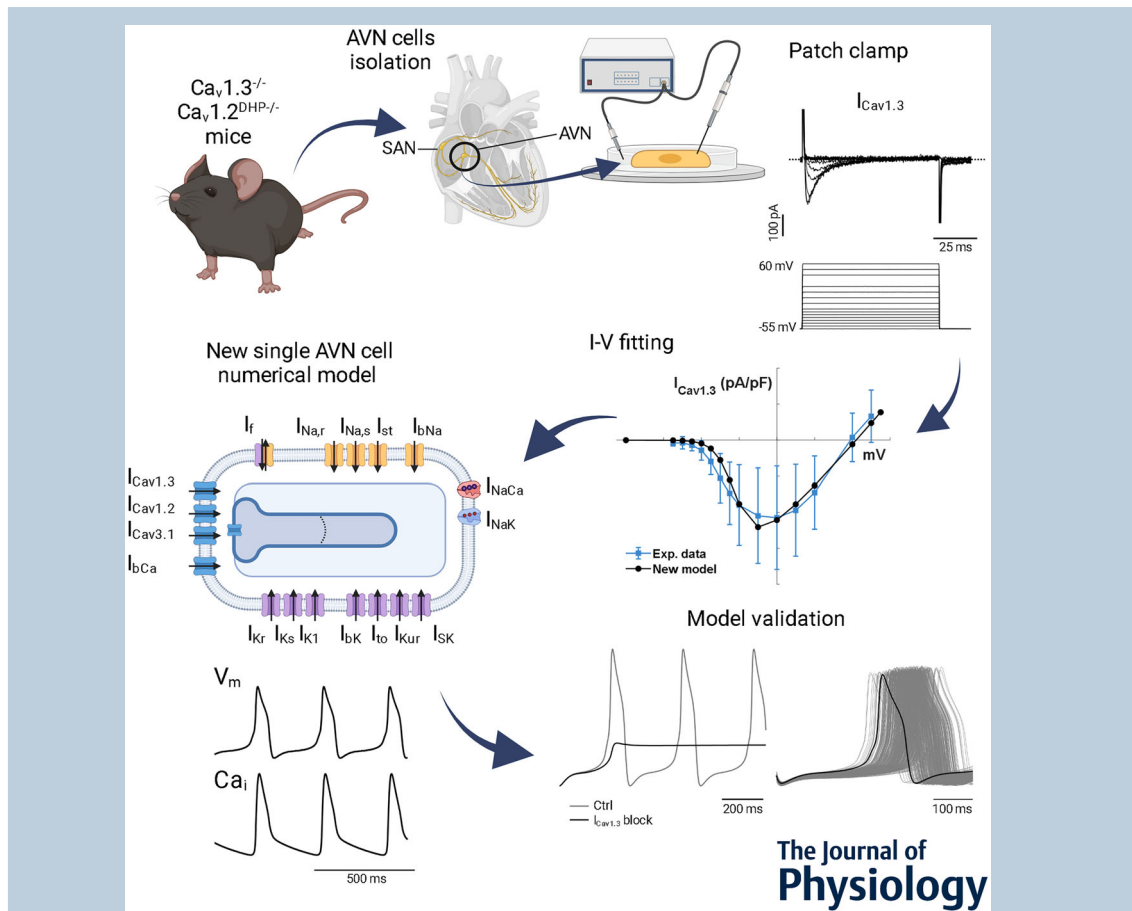 AVN cells
isolation
Patch clamp
Cav1.3-/-
Cav1.2DHP-/-
mice
SAN
AVN
ICav1.3
100 pA
25 ms
60 mV
-55 mV
I-V fitting
ICav1.3 (pA/pF)
mV
Exp. data
New model
New single AVN cell
numerical model
If
INa,r
INa,s
Ist
IbNa
ICav1.3
ICav1.2
ICav3.1
IbCa
INaCa
INaK
IKr
IKs
IK1
IbK
Ito
IKur
ISK
Vm
Cai
500 ms
Model validation
Ctrl
ICav1.3 block
200 ms
100 ms
The Journal of
Physiology